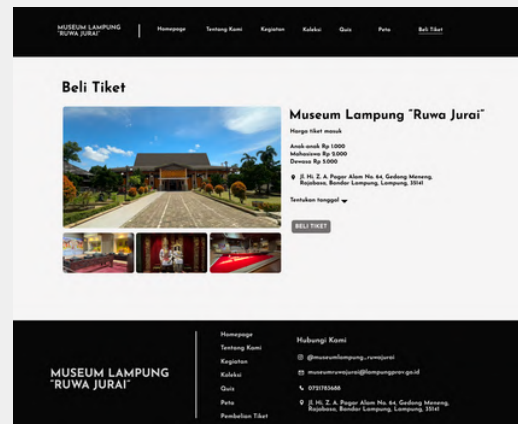 MUSEUM LAMPUNG
"RUWA JURAI"
Homepage
Tentang Kami
Kegiatan
Koleksi
Quiz
Peta
Beli Tiket
Beli Tiket
Museum Lampung "Ruwa Jurai"
Harga tiket masuk
Anak-anak Rp 1.000
Mahasiswa Rp 2.000
Dewasa Rp 5.000
Jl. Hi. Z. A. Pagar Alam No. 64, Gedong Meneng,
Rajabasa, Bandar Lampung, Lampung, 35141
Tentukan tanggal
BELI TIKET
MUSEUM LAMPUNG
"RUWA JURAI"
Homepage
Tentang Kami
Kegiatan
Koleksi
Quiz
Peta
Pembelian Tiket
Hubungi Kami
@museumlampung_ruwajurai
museumruwajurai@lampungprov.go.id
0721783688
Jl. Hi. Z. A. Pagar Alam No. 64, Gedong Meneng,
Rajabasa, Bandar Lampung, Lampung, 35141